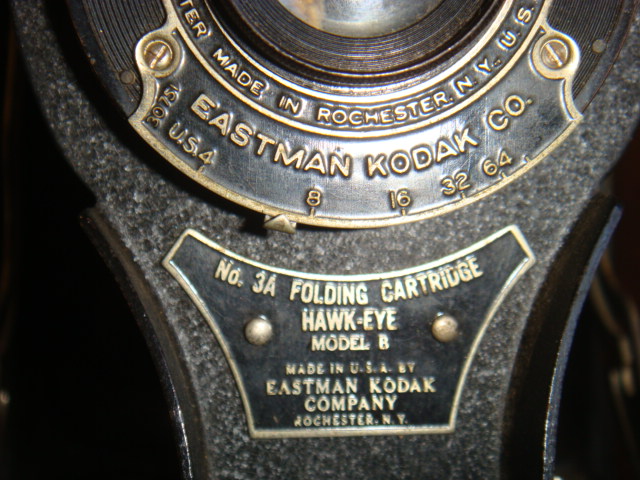 MADE IN ROCHESTER, N.Y., U.S.
EASTMAN KODAK CO.
U.S.4 8 16 32 64
No. 3A FOLDING CARTRIDGE
HAWK-EYE
MODEL B
MADE IN U.S.A. BY
EASTMAN KODAK
COMPANY
ROCHESTER, N.Y.